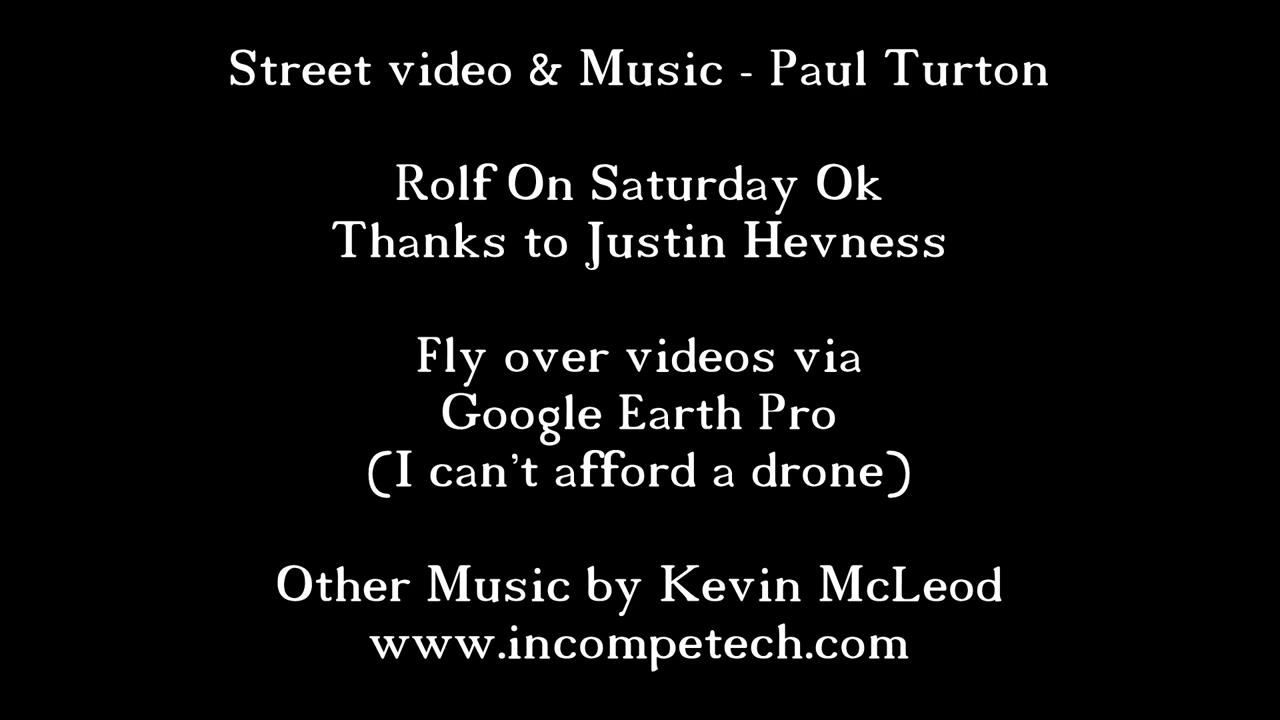 Street video & Music - Paul Turton
Rolf On Saturday Ok
Thanks to Justin Hevness
Fly over videos via
Google Earth Pro
(I can't afford a drone)
Other Music by Kevin McLeod
www.incompetech.com